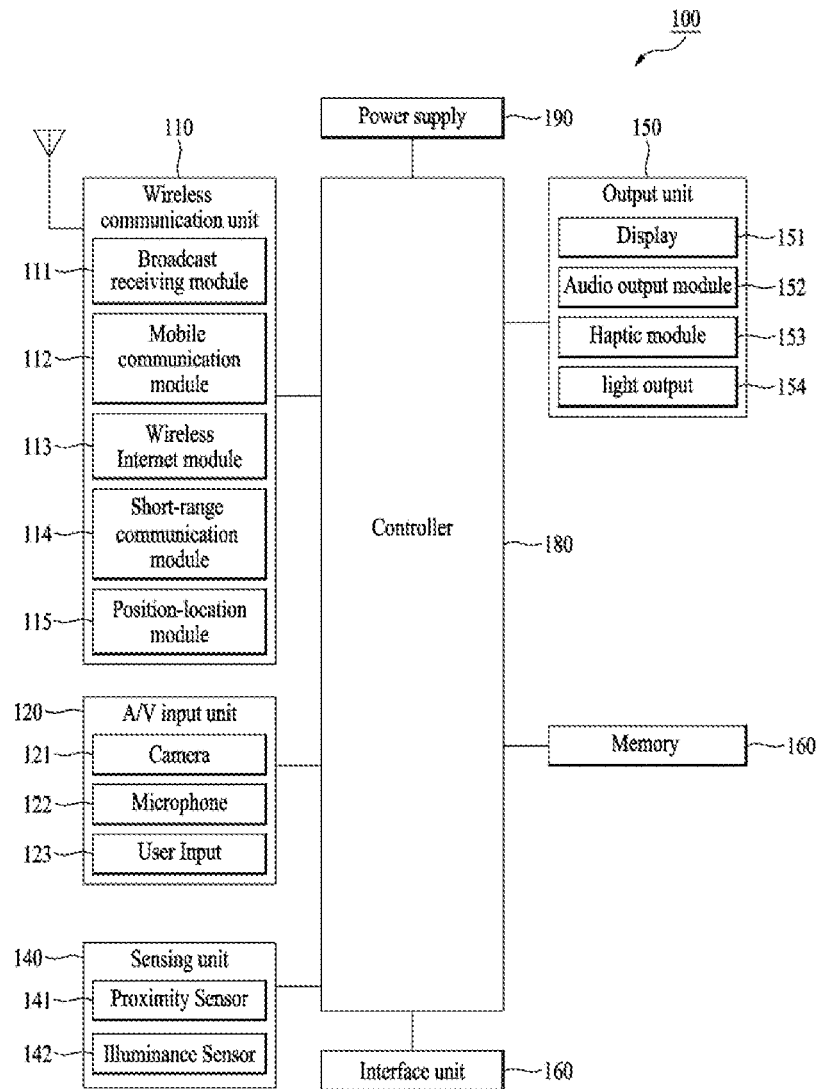 100
Power supply
190
110
Wireless
communication unit
111
Broadcast
receiving module
112
Mobile
communication
module
113
Wireless
Internet module
114
Short-range
communication
module
115
Position-location
module
120
A/V input unit
121
Camera
122
Microphone
123
User Input
140
Sensing unit
141
Proximity Sensor
142
Illuminance Sensor
Controller
180
150
Output unit
Display
151
Audio output module
152
Haptic module
153
light output
154
Memory
160
Interface unit
160